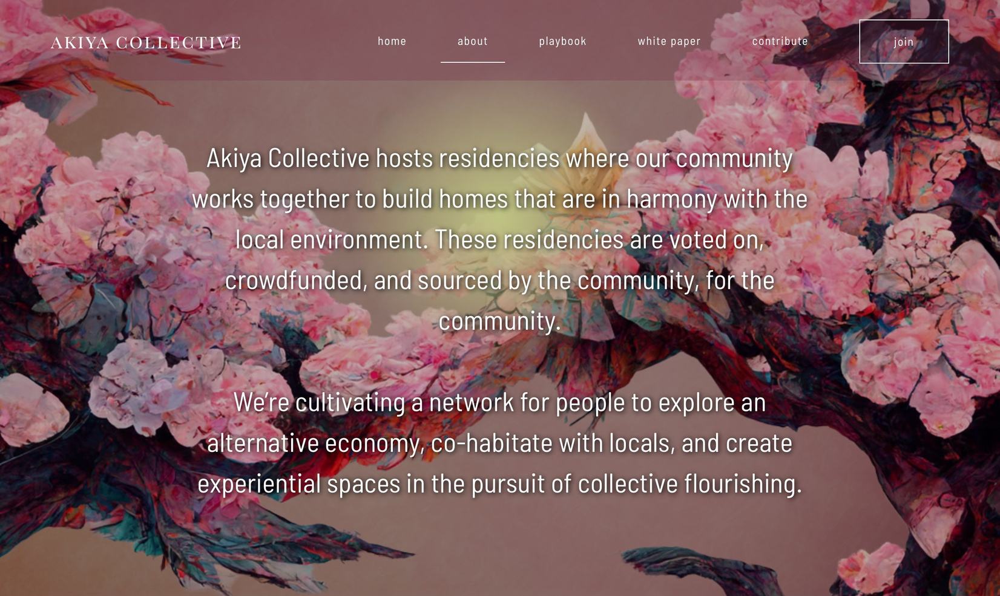 AKIYA COLLECTIVE
home
about
playbook
white paper
contribute
join
Akiya Collective hosts residencies where our community
works together to build homes that are in harmony with the
local environment. These residencies are voted on,
crowdfunded, and sourced by the community, for the
community.
We’re cultivating a network for people to explore an
alternative economy, co-habitate with locals, and create
experiential spaces in the pursuit of collective flourishing.